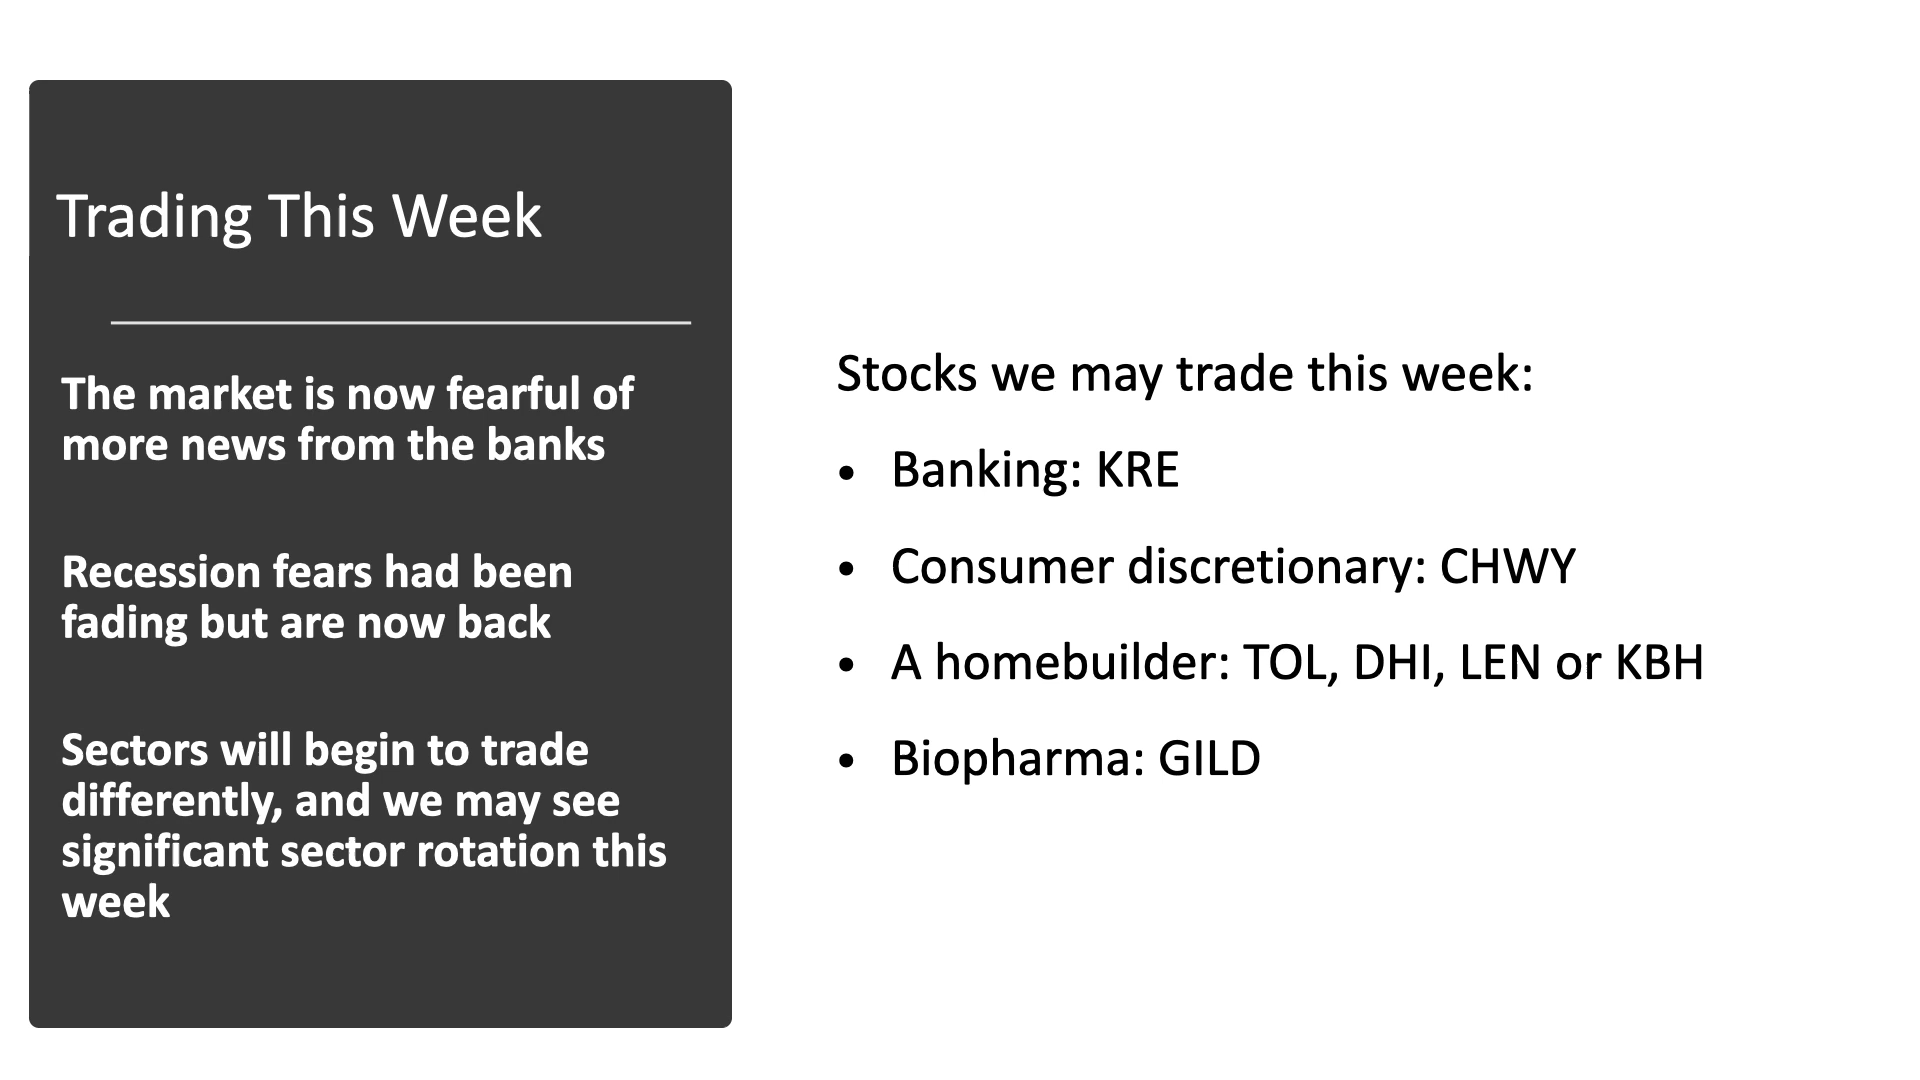 Trading This Week
The market is now fearful of
more news from the banks
Recession fears had been
fading but are now back
Sectors will begin to trade
differently, and we may see
significant sector rotation this
week
Stocks we may trade this week:
• Banking: KRE
• Consumer discretionary: CHWY
• A homebuilder: TOL, DHI, LEN or KBH
• Biopharma: GILD